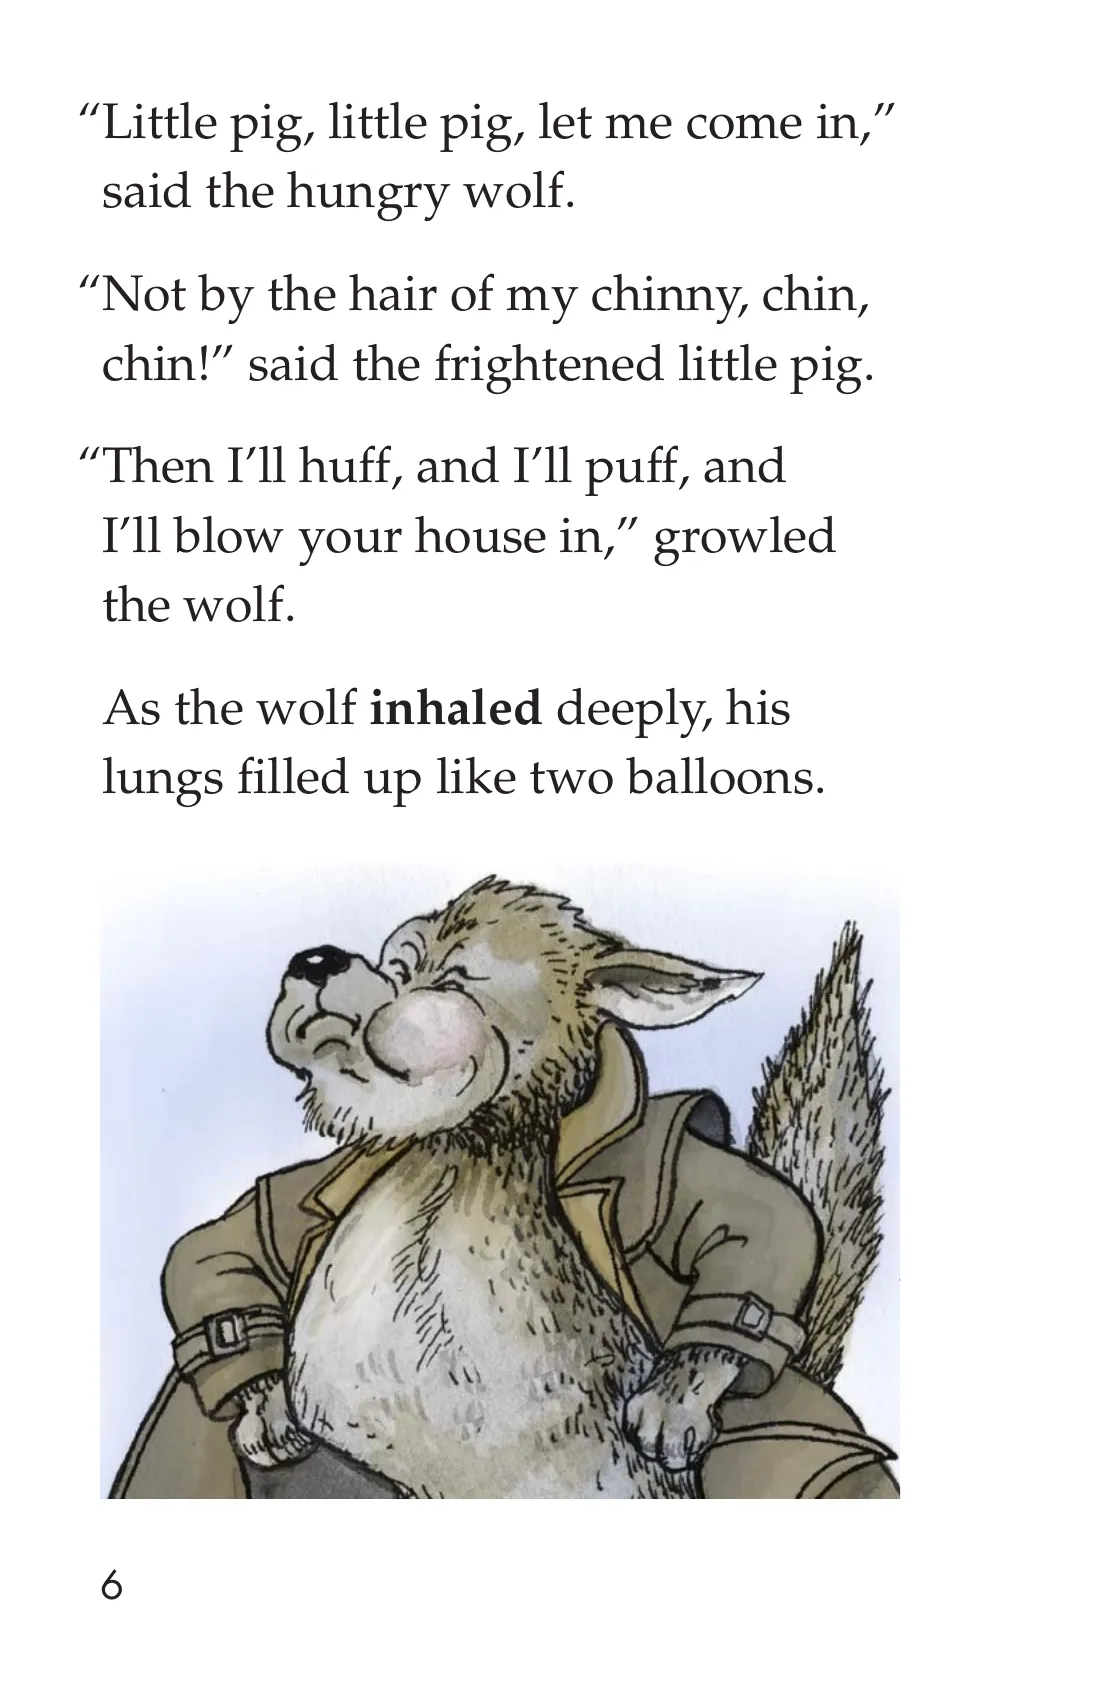 “Little pig, little pig, let me come in,”
said the hungry wolf.
“Not by the hair of my chinny, chin,
chin!” said the frightened little pig.
“Then I’ll huff, and I’ll puff, and
I’ll blow your house in,” growled
the wolf.
As the wolf inhaled deeply, his
lungs filled up like two balloons.
6